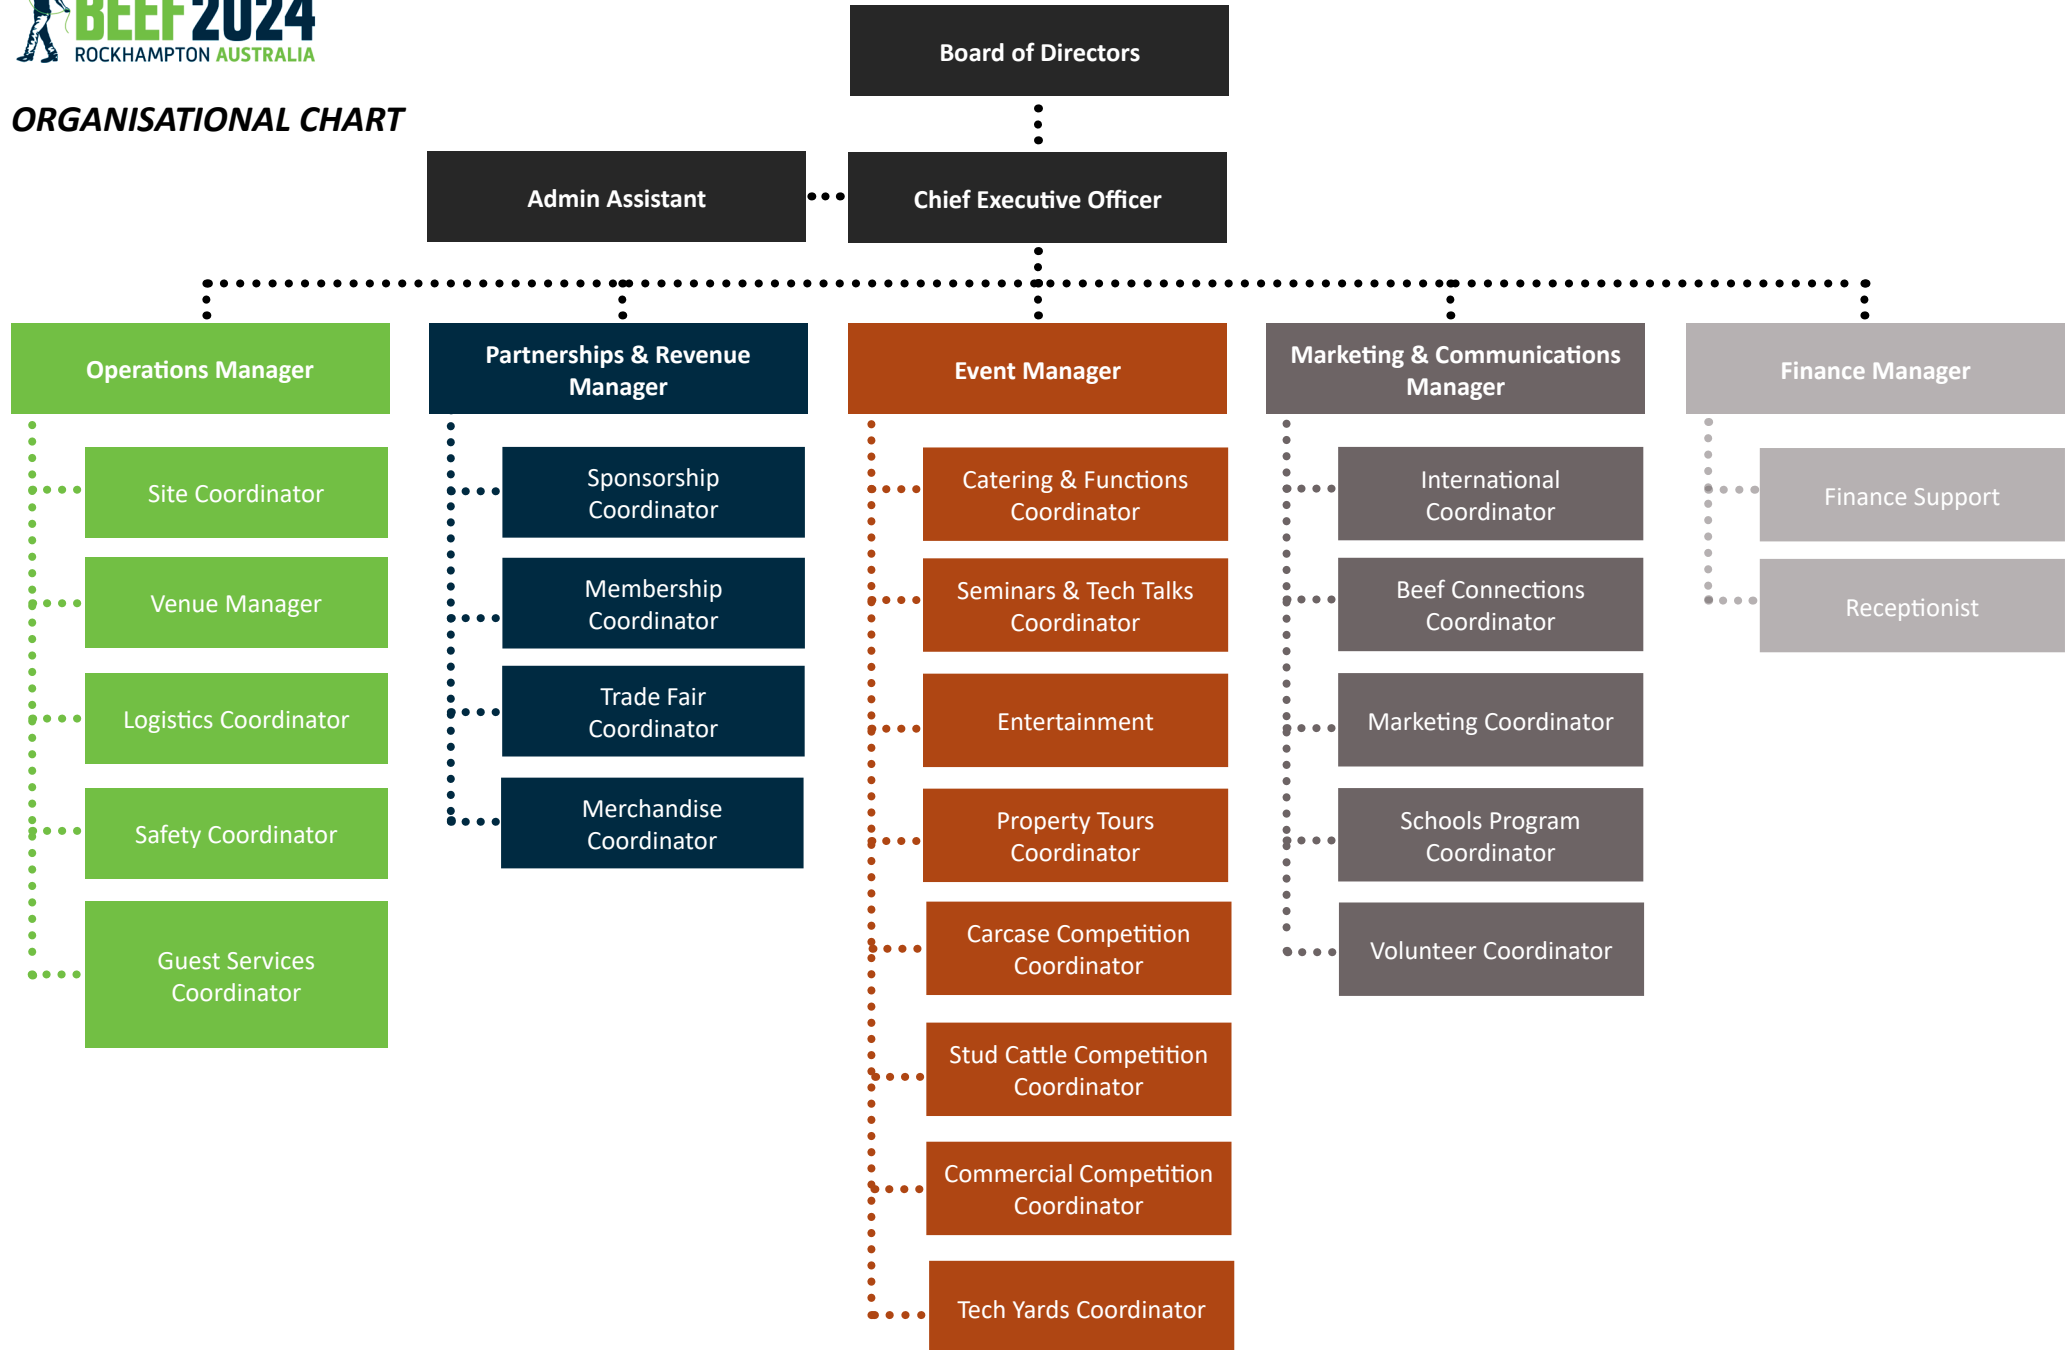 BEEF 2024
ROCKHAMPTON AUSTRALIA
ORGANISATIONAL CHART
Board of Directors
Admin Assistant
Chief Executive Officer
Operations Manager
Partnerships & Revenue
Manager
Event Manager
Marketing & Communications
Manager
Finance Manager
Site Coordinator
Venue Manager
Logistics Coordinator
Safety Coordinator
Guest Services
Coordinator
Sponsorship
Coordinator
Membership
Coordinator
Trade Fair
Coordinator
Merchandise
Coordinator
Catering & Functions
Coordinator
Seminars & Tech Talks
Coordinator
Entertainment
Property Tours
Coordinator
Carcase Competition
Coordinator
Stud Cattle Competition
Coordinator
Commercial Competition
Coordinator
Tech Yards Coordinator
International
Coordinator
Beef Connections
Coordinator
Marketing Coordinator
Schools Program
Coordinator
Volunteer Coordinator
Finance Support
Receptionist